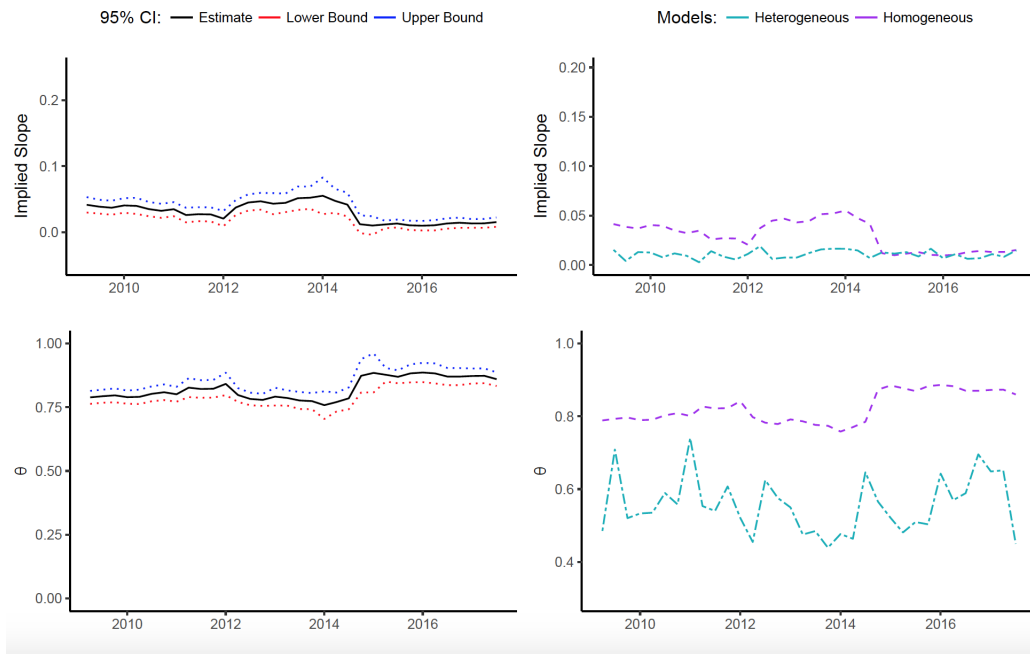 95% CI: Estimate Lower Bound Upper Bound
Models: Heterogeneous Homogeneous
Implied Slope
0.2
0.1
0.0
2010 2012 2014 2016
Implied Slope
0.20
0.15
0.10
0.05
0.00
2010 2012 2014 2016
θ
1.00
0.75
0.50
0.25
0.00
2010 2012 2014 2016
θ
1.0
0.8
0.6
0.4
2010 2012 2014 2016